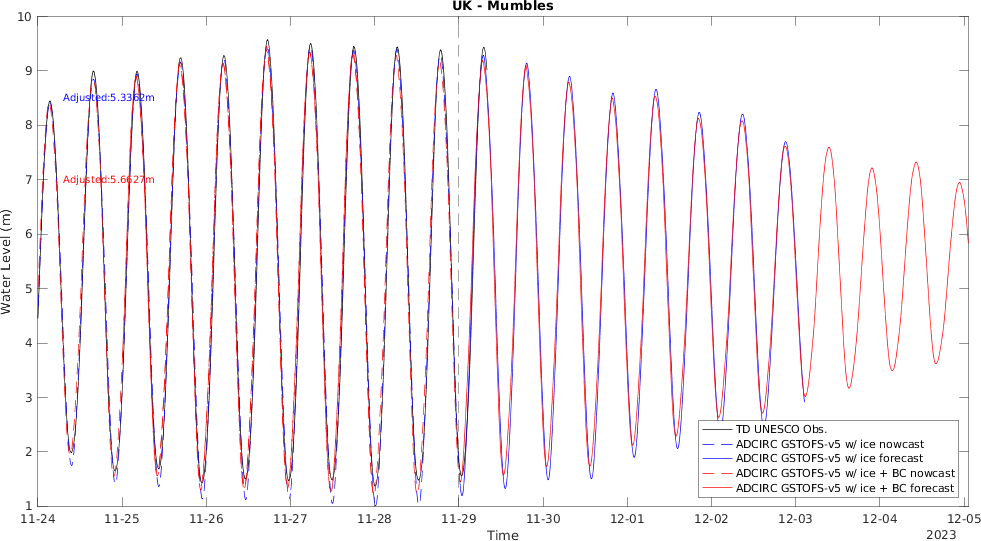 UK - Mumbles
10
9
8
7
6
5
4
3
2
1
Water Level (m)
Adjusted:5.3362m
Adjusted:5.6627m
TD UNESCO Obs.
ADCIRC GSTOFS-v5 w/ ice nowcast
ADCIRC GSTOFS-v5 w/ ice forecast
ADCIRC GSTOFS-v5 w/ ice + BC nowcast
ADCIRC GSTOFS-v5 w/ ice + BC forecast
11-24 11-25 11-26 11-27 11-28 11-29 11-30 12-01 12-02 12-03 12-04 12-05
Time
2023